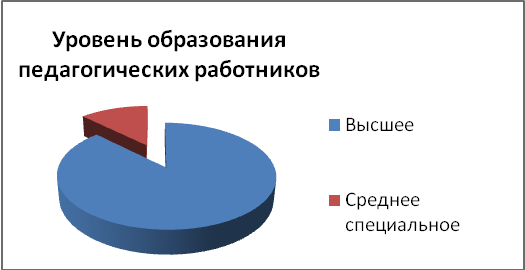 Уровень образования
педагогических работников
Высшее
Среднее
специальное